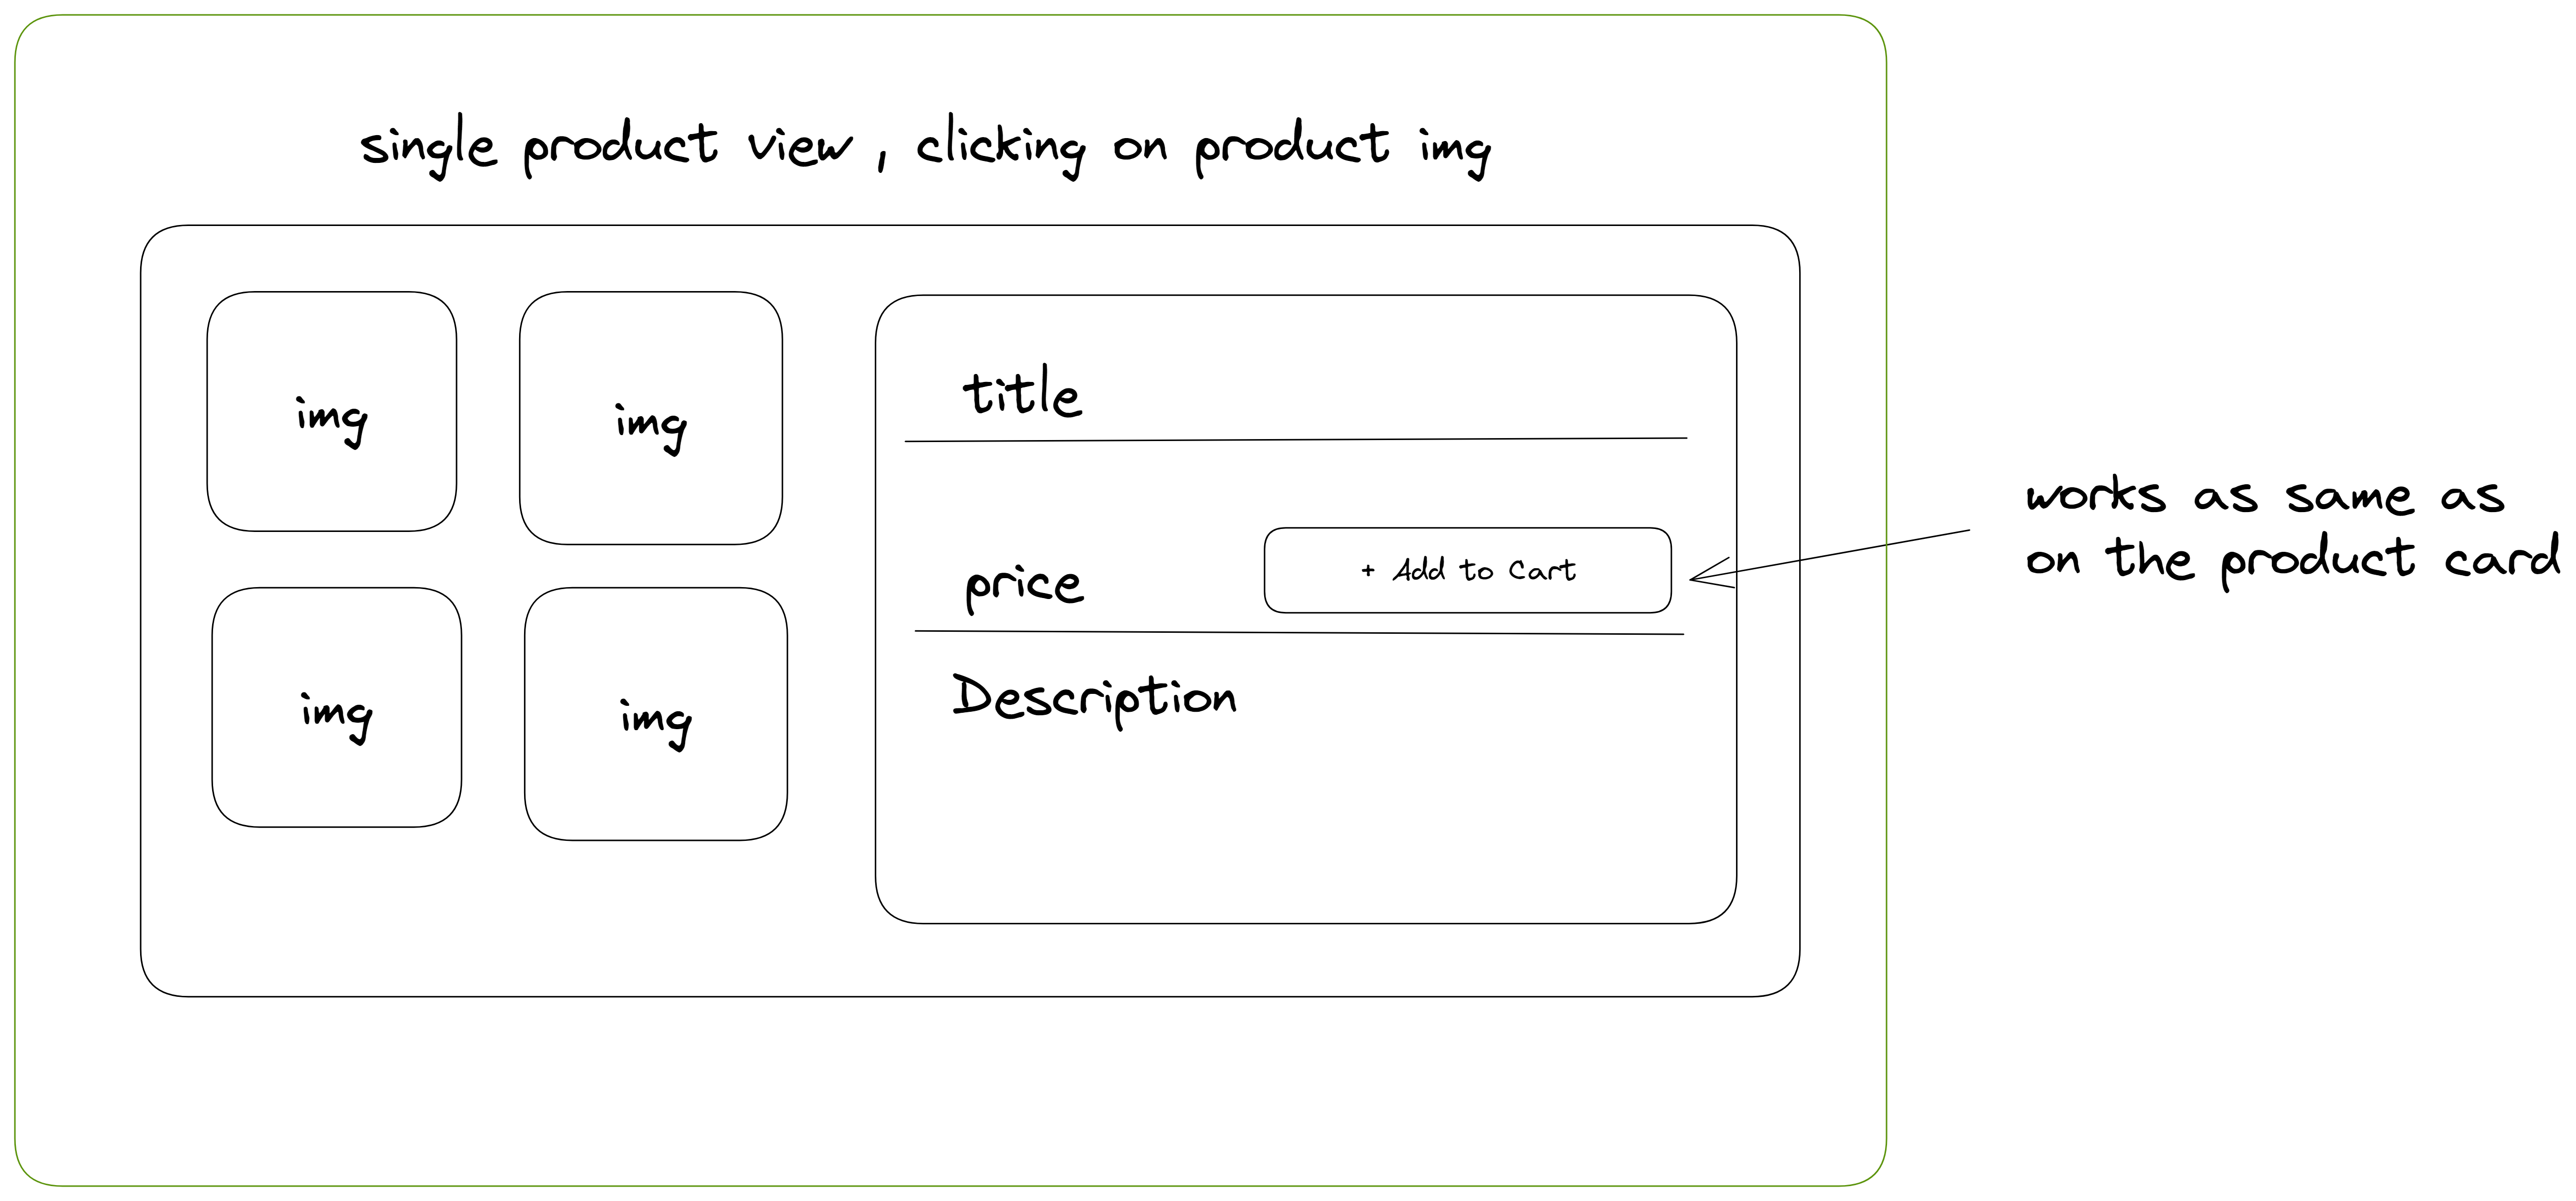 single product view , clicking on product img
img
img
img
img
title
price
+ Add to Cart
Description
works as same as
on the product card